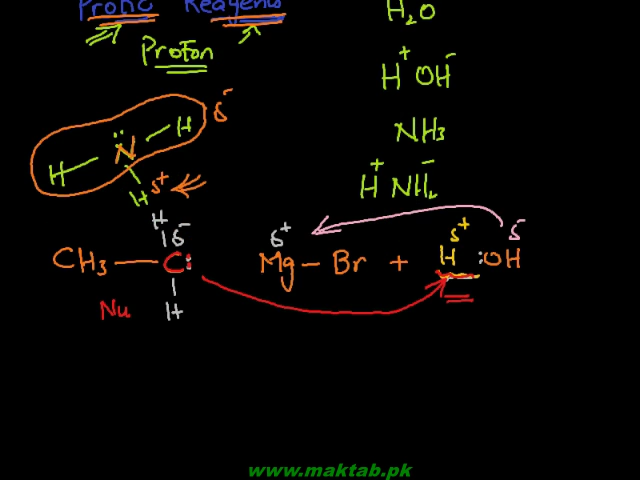 Protic Reagents
Proton
H₂O
H⁺ OH⁻
NH₃
H⁺ NH₂⁻
H — N̈ — H δ⁻
H δ⁺
H
δ⁻ δ⁺ δ⁺ δ⁻
CH₃ — C: Mg — Br + H :OH
Nu H
www.maktab.pk